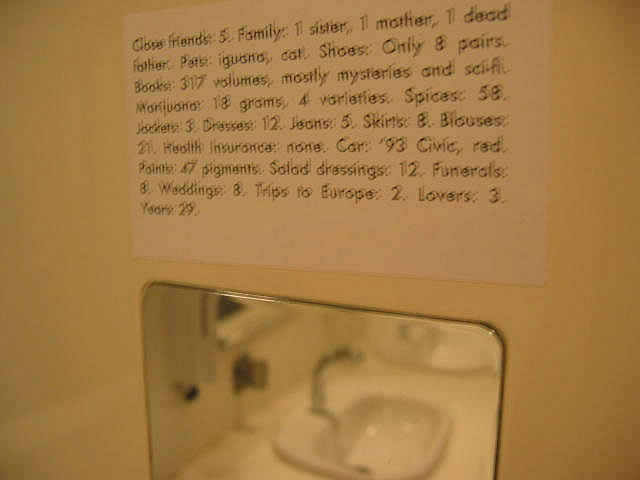 Close friends: 5. Family: 1 sister, 1 mother, 1 dead
father. Pets: iguana, cat. Shoes: Only 8 pairs.
Books: 317 volumes, mostly mysteries and sci-fi.
Marijuana: 18 grams, 4 varieties. Spices: 58.
Jackets: 3. Dresses: 12. Jeans: 5. Skirts: 8. Blouses:
21. Health Insurance: none. Car: '93 Civic, red.
Paints: 47 pigments. Salad dressings: 12. Funerals:
8. Weddings: 8. Trips to Europe: 2. Lovers: 3.
Years: 29.